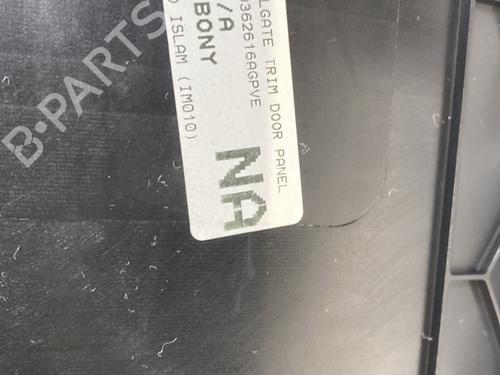 LGATE TRIM DOOR PANEL
362616AGPVE
/A
BONY
ISLAM (IM010)
NA
B-PARTS